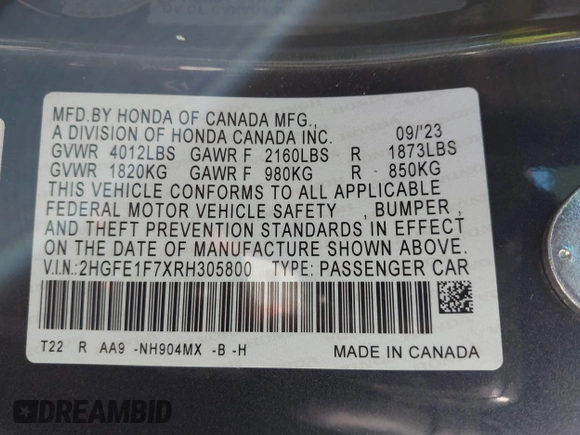 MFD.BY HONDA OF CANADA MFG.,
A DIVISION OF HONDA CANADA INC. 09/'23
GVWR 4012LBS GAWR F 2160LBS - R 1873LBS
GVWR 1820KG GAWR F 980KG R - 850KG
THIS VEHICLE CONFORMS TO ALL APPLICABLE
FEDERAL MOTOR VEHICLE SAFETY , BUMPER ,
AND THEFT PREVENTION STANDARDS IN EFFECT
ON THE DATE OF MANUFACTURE SHOWN ABOVE.
V.I.N.:2HGFE1F7XRH305800 TYPE: PASSENGER CAR
T22 R AA9 -NH904MX -B -H MADE IN CANADA
DREAMBID